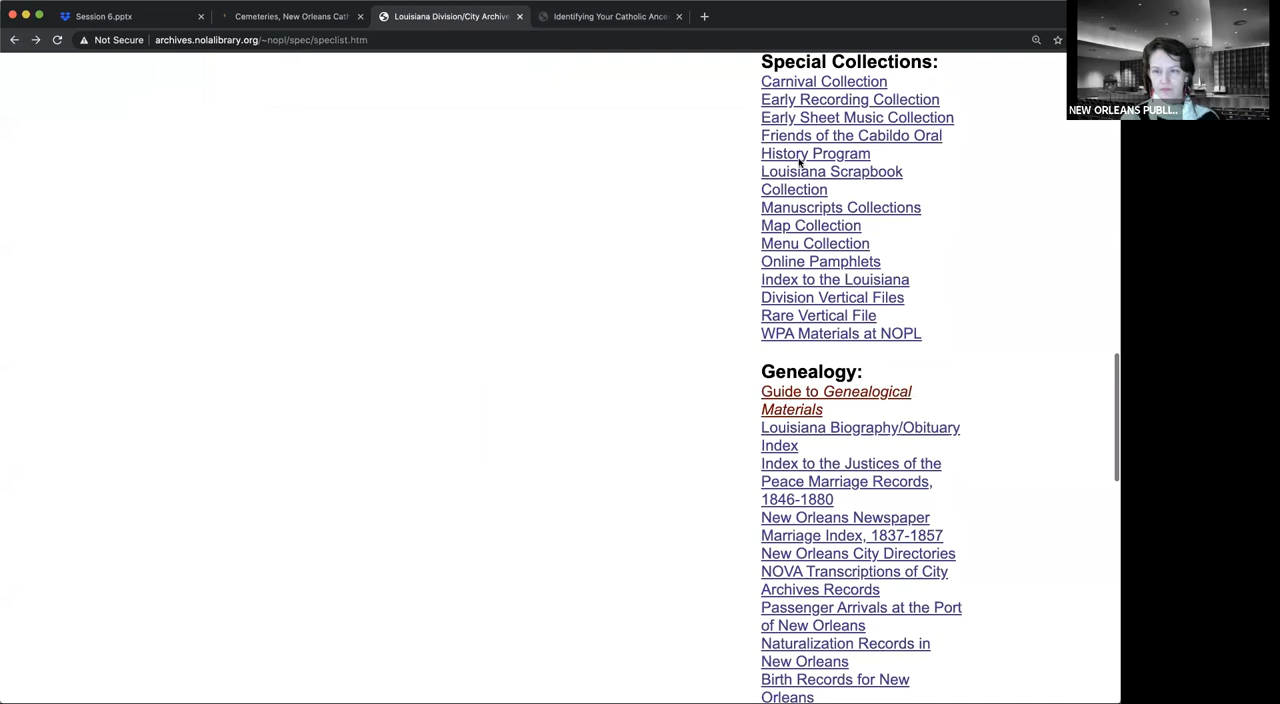 Session 6.pptx
Cemeteries, New Orleans Cath
Louisiana Division/City Archive
Identifying Your Catholic Ance
Not Secure
archives.nolalibrary.org/~nopl/spec/speclist.htm
NEW ORLEANS PUBLI...
Special Collections:
Carnival Collection
Early Recording Collection
Early Sheet Music Collection
Friends of the Cabildo Oral
History Program
Louisiana Scrapbook
Collection
Manuscripts Collections
Map Collection
Menu Collection
Online Pamphlets
Index to the Louisiana
Division Vertical Files
Rare Vertical File
WPA Materials at NOPL
Genealogy:
Guide to Genealogical
Materials
Louisiana Biography/Obituary
Index
Index to the Justices of the
Peace Marriage Records,
1846-1880
New Orleans Newspaper
Marriage Index, 1837-1857
New Orleans City Directories
NOVA Transcriptions of City
Archives Records
Passenger Arrivals at the Port
of New Orleans
Naturalization Records in
New Orleans
Birth Records for New
Orleans